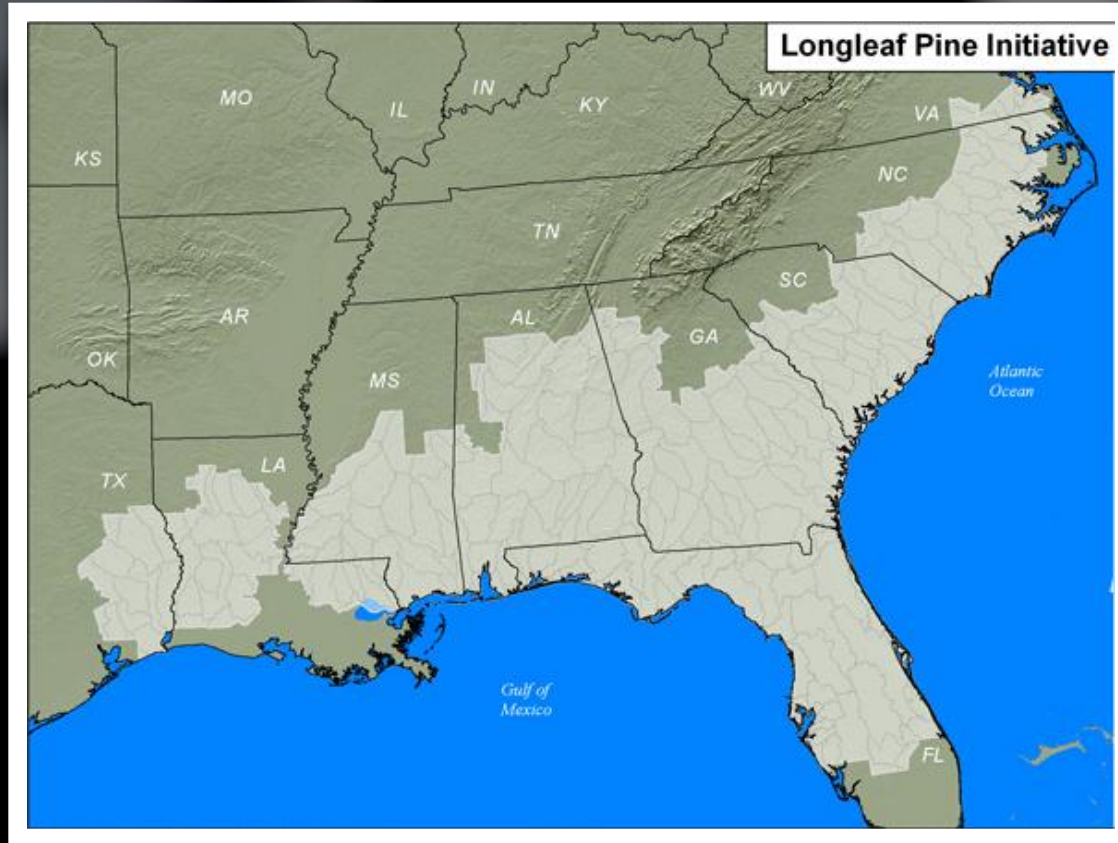 Longleaf Pine Initiative
MO
IL
IN
KY
WV
VA
KS
NC
TN
SC
AR
AL
GA
OK
MS
Atlantic
Ocean
TX
LA
Gulf of
Mexico
FL